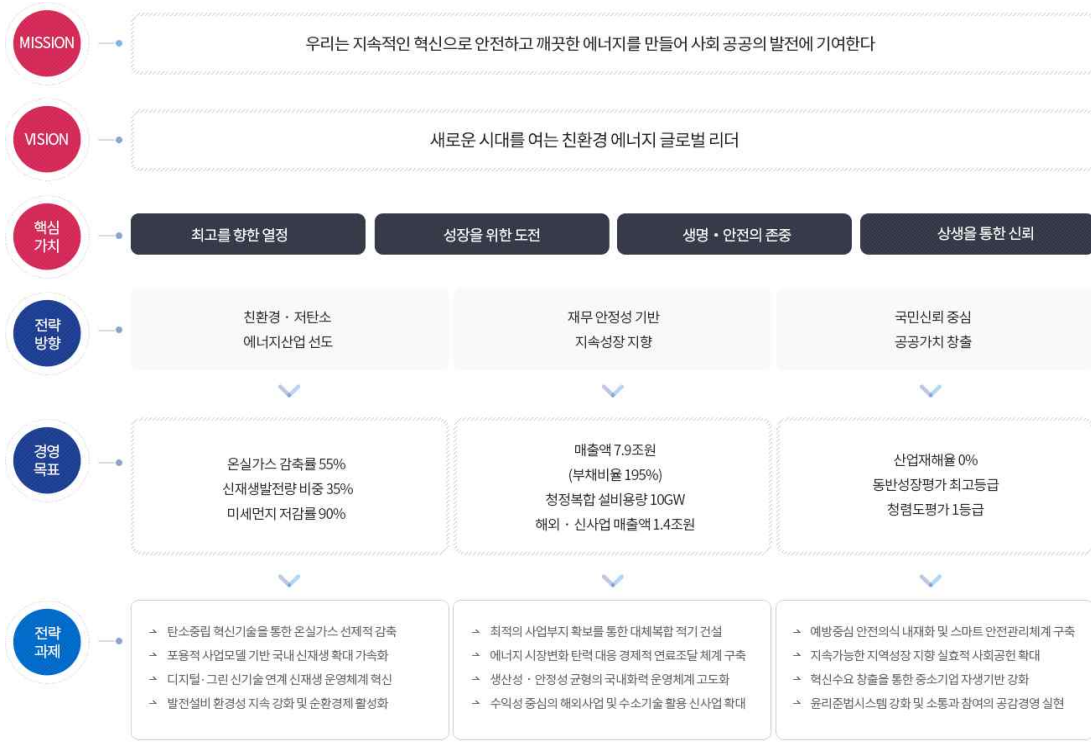 MISSION
우리는 지속적인 혁신으로 안전하고 깨끗한 에너지를 만들어 사회 공공의 발전에 기여한다
VISION
새로운 시대를 여는 친환경 에너지 글로벌 리더
핵심
가치
최고를 향한 열정
성장을 위한 도전
생명・안전의 존중
상생을 통한 신뢰
전략
방향
친환경・저탄소
에너지산업 선도
재무 안정성 기반
지속성장 지향
국민신뢰 중심
공공가치 창출
경영
목표
온실가스 감축률 55%
신재생발전량 비중 35%
미세먼지 저감률 90%
매출액 7.9조원
(부채비율 195%)
청정복합 설비용량 10GW
해외・신사업 매출액 1.4조원
산업재해율 0%
동반성장평가 최고등급
청렴도평가 1등급
전략
과제
탄소중립 혁신기술을 통한 온실가스 선제적 감축
포용적 사업모델 기반 국내 신재생 확대 가속화
디지털·그린 신기술 연계 신재생 운영체계 혁신
발전설비 환경성 지속 강화 및 순환경제 활성화
최적의 사업부지 확보를 통한 대체복합 적기 건설
에너지 시장변화 탄력 대응 경제적 연료조달 체계 구축
생산성・안정성 균형의 국내화력 운영체계 고도화
수익성 중심의 해외사업 및 수소기술 활용 신사업 확대
예방중심 안전의식 내재화 및 스마트 안전관리체계 구축
지속가능한 지역성장 지향 실효적 사회공헌 확대
혁신수요 창출을 통한 중소기업 자생기반 강화
윤리준법시스템 강화 및 소통과 참여의 공감경영 실현